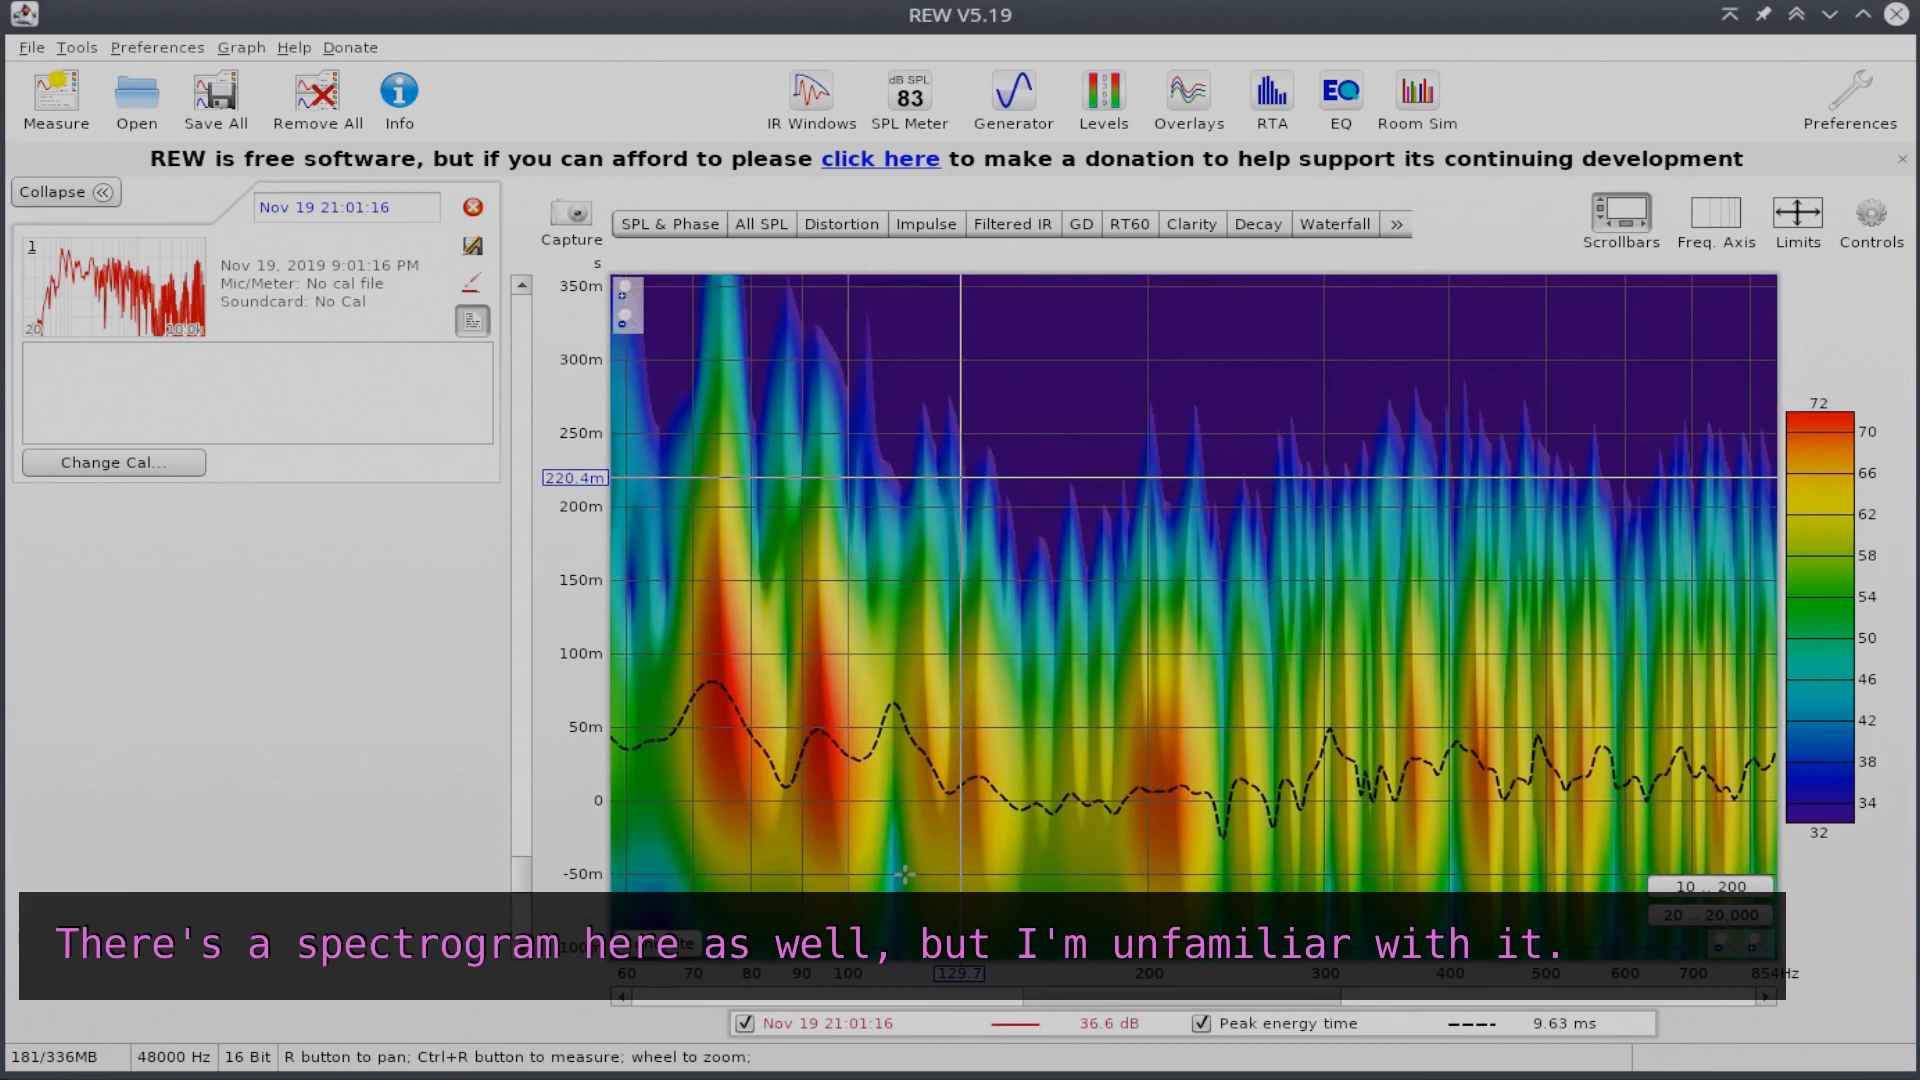 REW V5.19
File Tools Preferences Graph Help Donate
Measure Open Save All Remove All Info IR Windows dB SPL 83 SPL Meter Generator Levels Overlays RTA EQ EQ Room Sim Preferences
REW is free software, but if you can afford to please click here to make a donation to help support its continuing development
Collapse
Nov 19 21:01:16
1
Nov 19, 2019 9:01:16 PM
Mic/Meter: No cal file
Soundcard: No Cal
20 10.0k
Change Cal...
Capture
SPL & Phase All SPL Distortion Impulse Filtered IR GD RT60 Clarity Decay Waterfall »
Scrollbars Freq. Axis Limits Controls
s
350m
300m
250m
220.4m
200m
150m
100m
50m
0
-50m
72
70
66
62
58
54
50
46
42
38
34
32
10 .. 200
20 .. 20,000
There's a spectrogram here as well, but I'm unfamiliar with it.
60 70 80 90 100 129.7 200 300 400 500 600 700 854Hz
Nov 19 21:01:16 36.6 dB Peak energy time 9.63 ms
181/336MB 48000 Hz 16 Bit R button to pan; Ctrl+R button to measure; wheel to zoom;